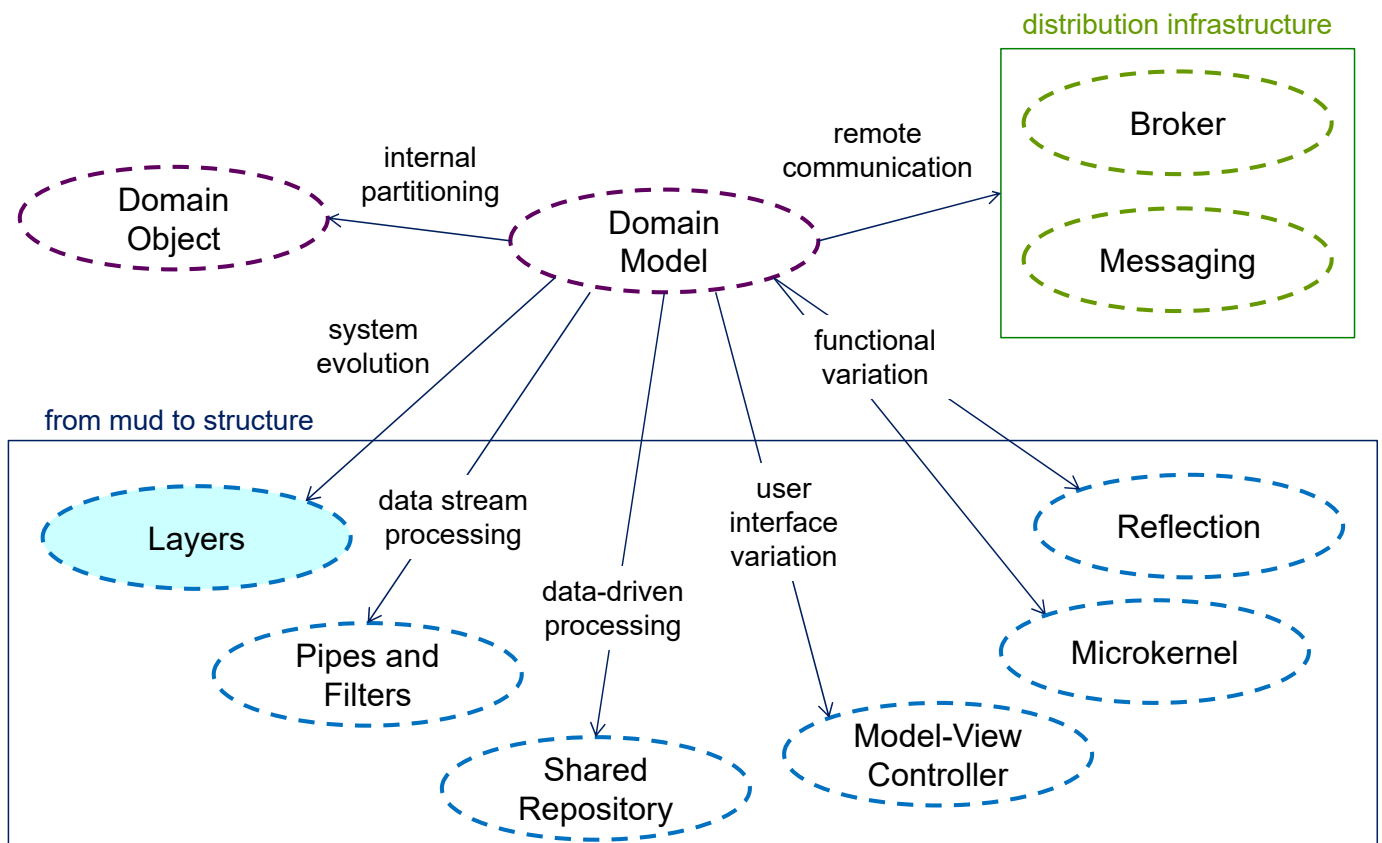 distribution infrastructure
Broker
remote
communication
internal
partitioning
Domain
Object
Domain
Model
Messaging
system
evolution
functional
variation
from mud to structure
Layers
data stream
processing
user
interface
variation
Reflection
data-driven
processing
Pipes and
Filters
Microkernel
Shared
Repository
Model-View
Controller